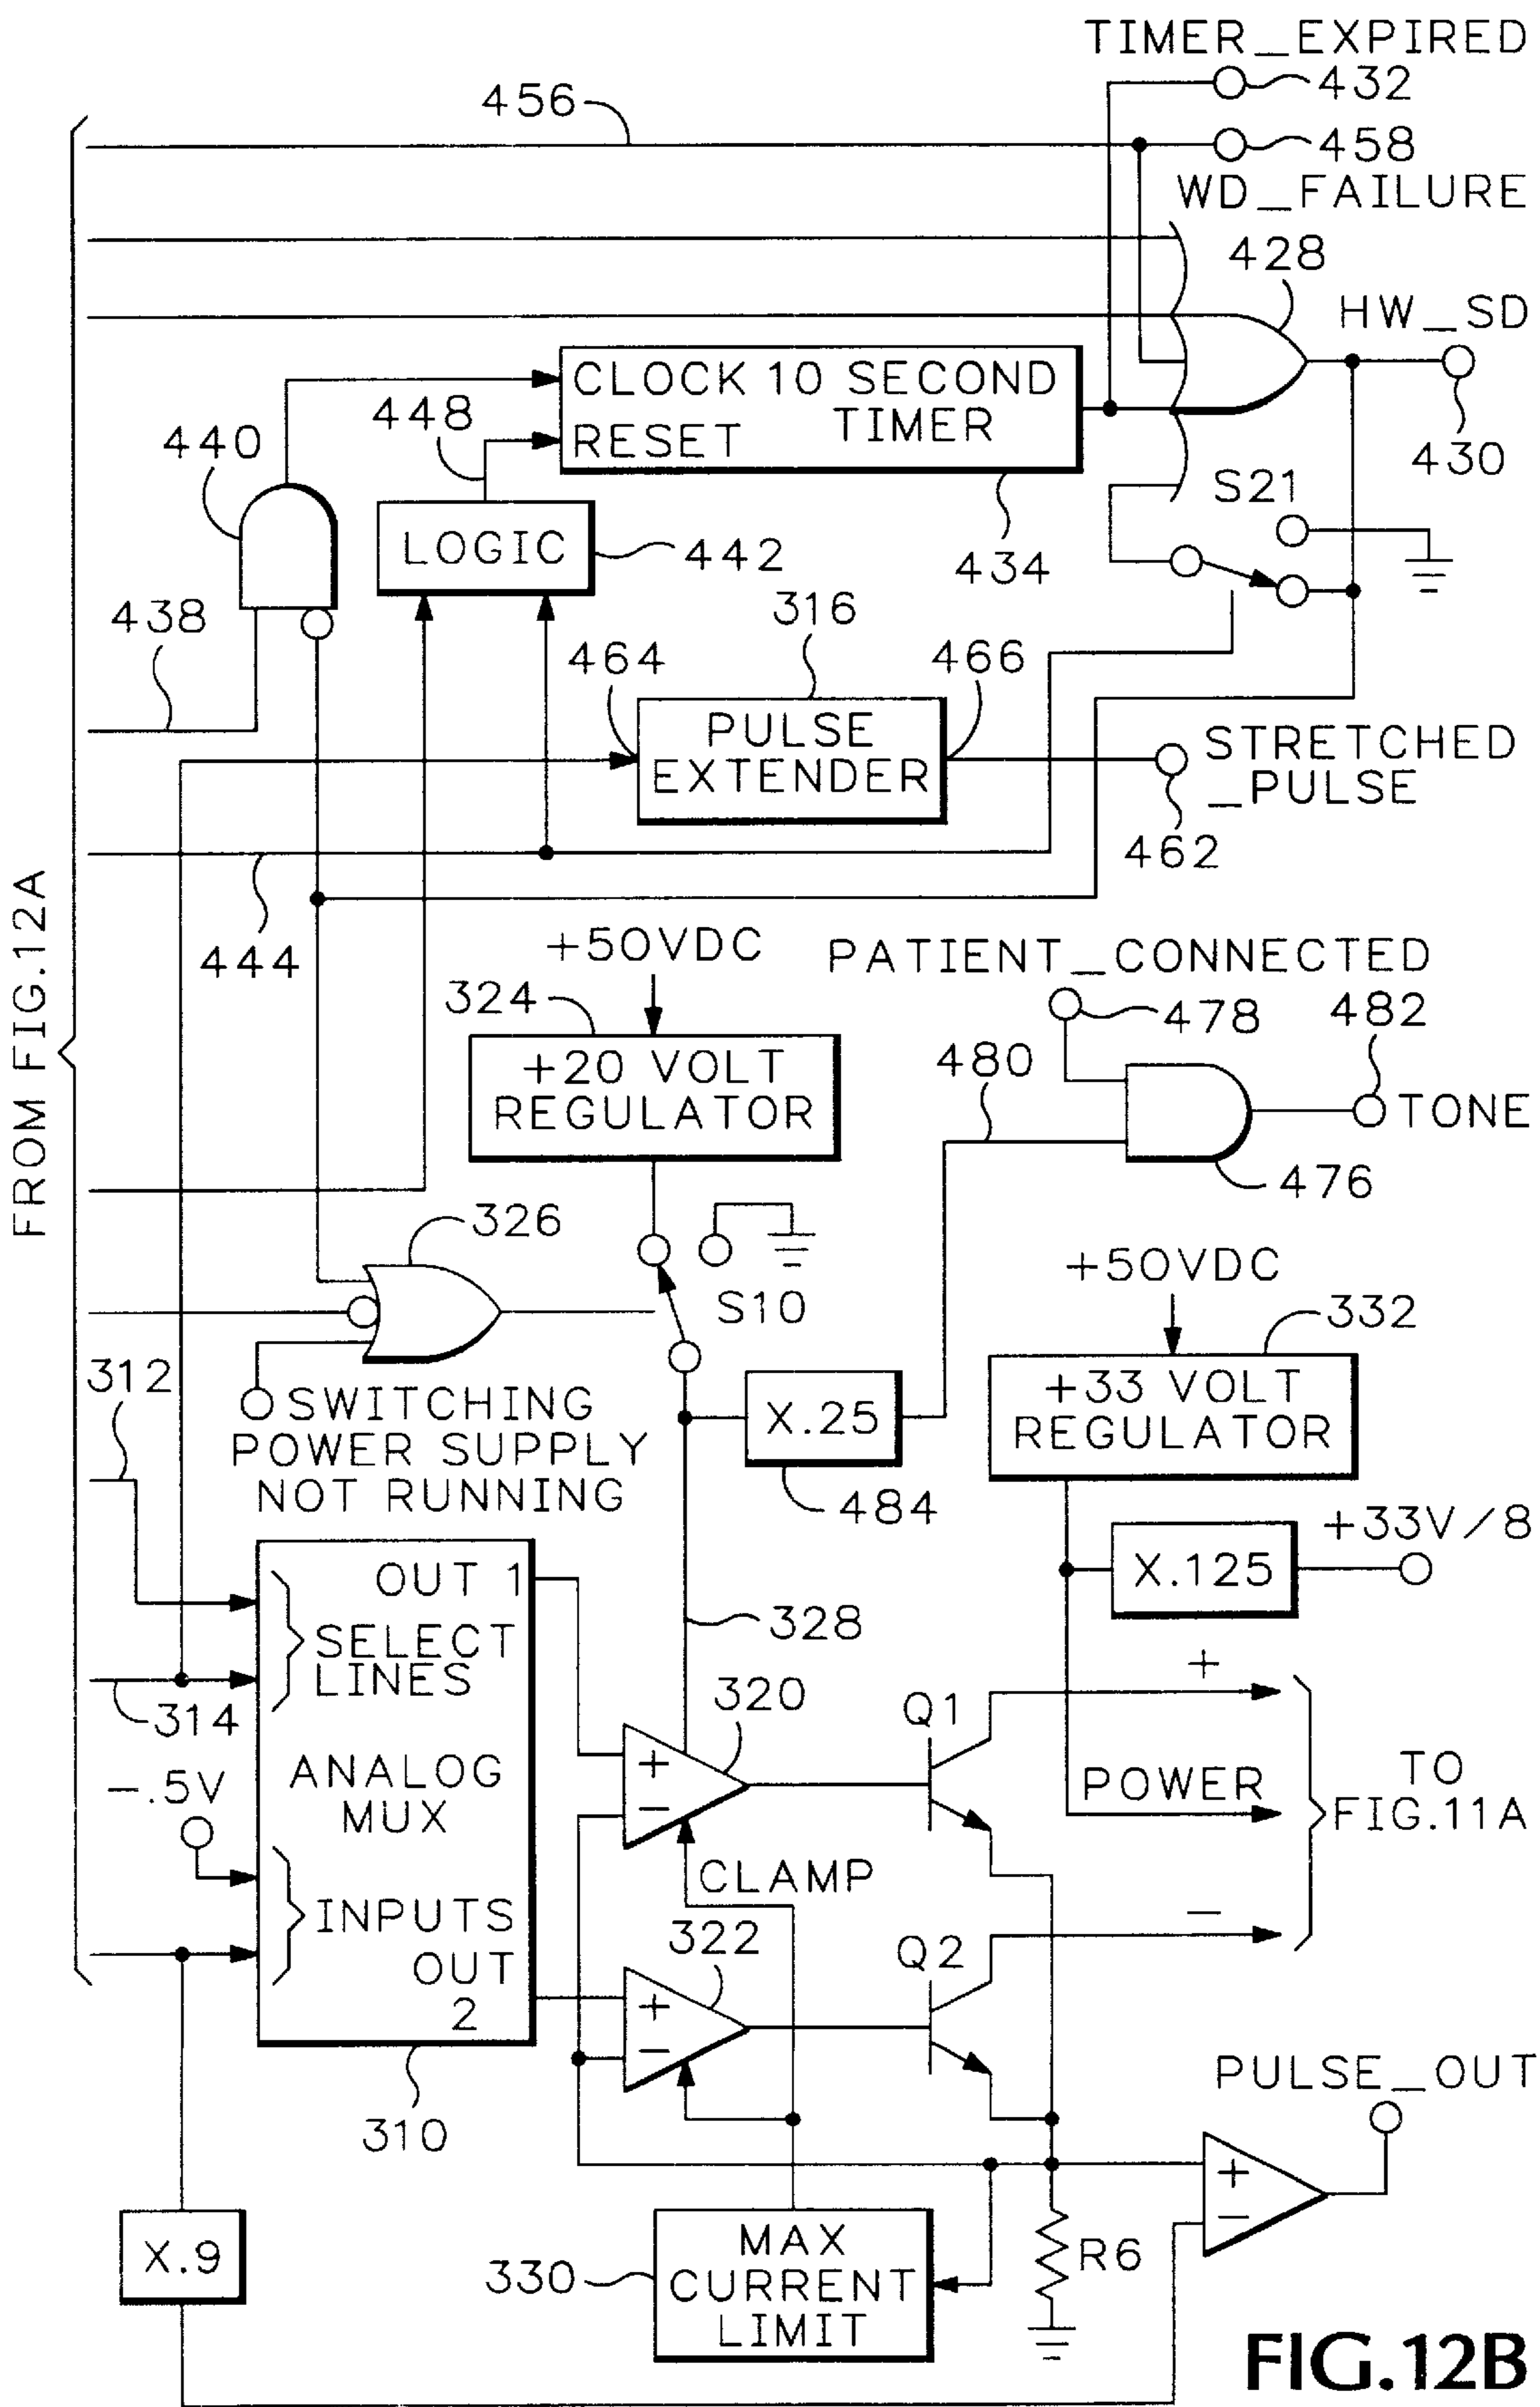 TIMER_EXPIRED
432
456
458
WD_FAILURE
428
HW_SD
430
CLOCK 10 SECOND
TIMER
RESET
448
440
434
S21
LOGIC
442
438
316
464
466
PULSE
EXTENDER
STRETCHED
_PULSE
462
444
FROM FIG.12A
+50VDC
324
+20 VOLT
REGULATOR
PATIENT_CONNECTED
478
482
480
TONE
476
326
S10
+50VDC
332
+33 VOLT
REGULATOR
312
SWITCHING
POWER SUPPLY
NOT RUNNING
X.25
484
+33V/8
X.125
OUT 1
SELECT
LINES
328
314
320
Q1
+
-.5V
ANALOG
MUX
+
-
POWER
TO
FIG.11A
CLAMP
INPUTS
OUT
2
322
Q2
-
+
-
310
PULSE_OUT
+
-
X.9
330
MAX
CURRENT
LIMIT
R6
FIG.12B